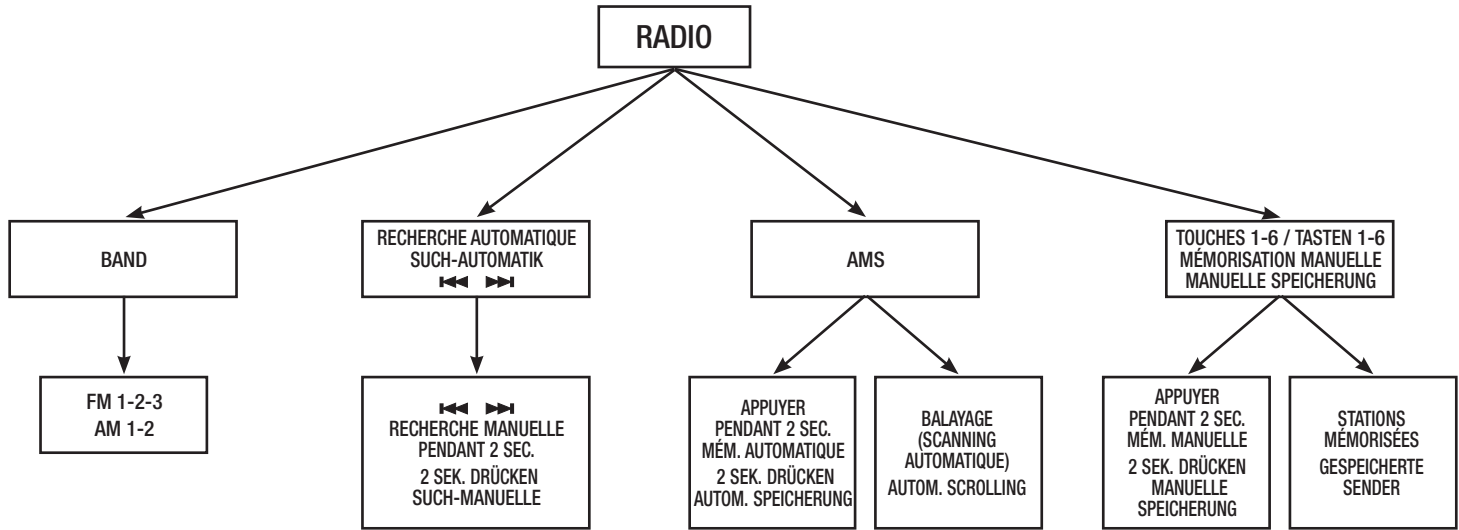 RADIO
BAND
RECHERCHE AUTOMATIQUE
SUCH-AUTOMATIK
AMS
TOUCHES 1-6 / TASTEN 1-6
MÉMORISATION MANUELLE
MANUELLE SPEICHERUNG
FM 1-2-3
AM 1-2
RECHERCHE MANUELLE
PENDANT 2 SEC.
2 SEK. DRÜCKEN
SUCH-MANUELLE
APPUYER
PENDANT 2 SEC.
MÉM. AUTOMATIQUE
2 SEK. DRÜCKEN
AUTOM. SPEICHERUNG
BALAYAGE
(SCANNING
AUTOMATIQUE)
AUTOM. SCROLLING
APPUYER
PENDANT 2 SEC.
MÉM. MANUELLE
2 SEK. DRÜCKEN
MANUELLE
SPEICHERUNG
STATIONS
MÉMORISÉES
GESPEICHERTE
SENDER